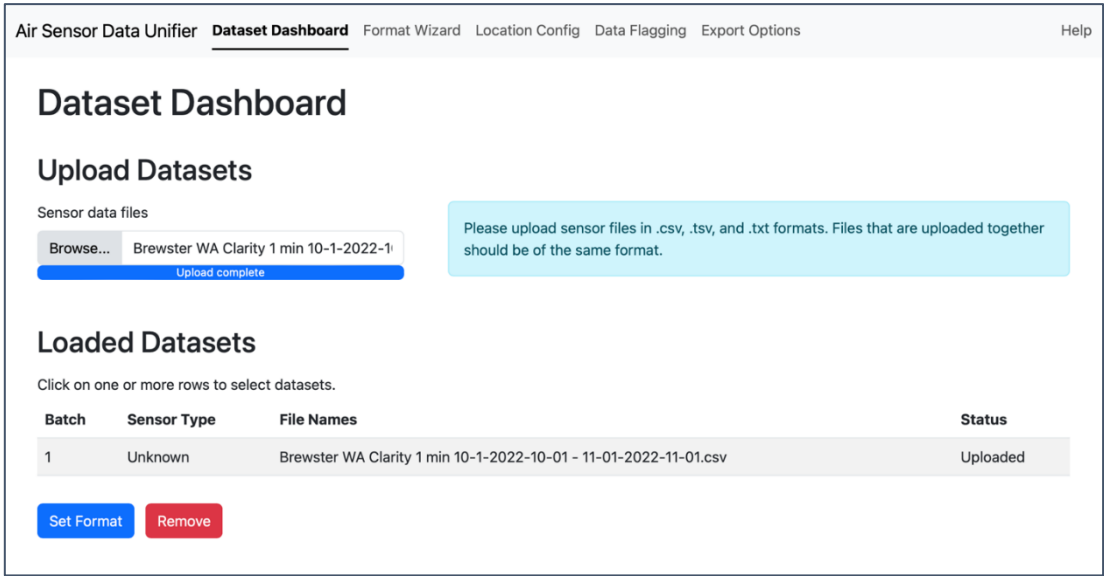 Air Sensor Data Unifier Dataset Dashboard Format Wizard Location Config Data Flagging Export Options Help
Dataset Dashboard
Upload Datasets
Sensor data files
Browse... Brewster WA Clarity 1 min 10-1-2022-1
Upload complete
Please upload sensor files in .csv, .tsv, and .txt formats. Files that are uploaded together
should be of the same format.
Loaded Datasets
Click on one or more rows to select datasets.
Batch Sensor Type File Names Status
1 Unknown Brewster WA Clarity 1 min 10-1-2022-10-01 - 11-01-2022-11-01.csv Uploaded
Set Format Remove